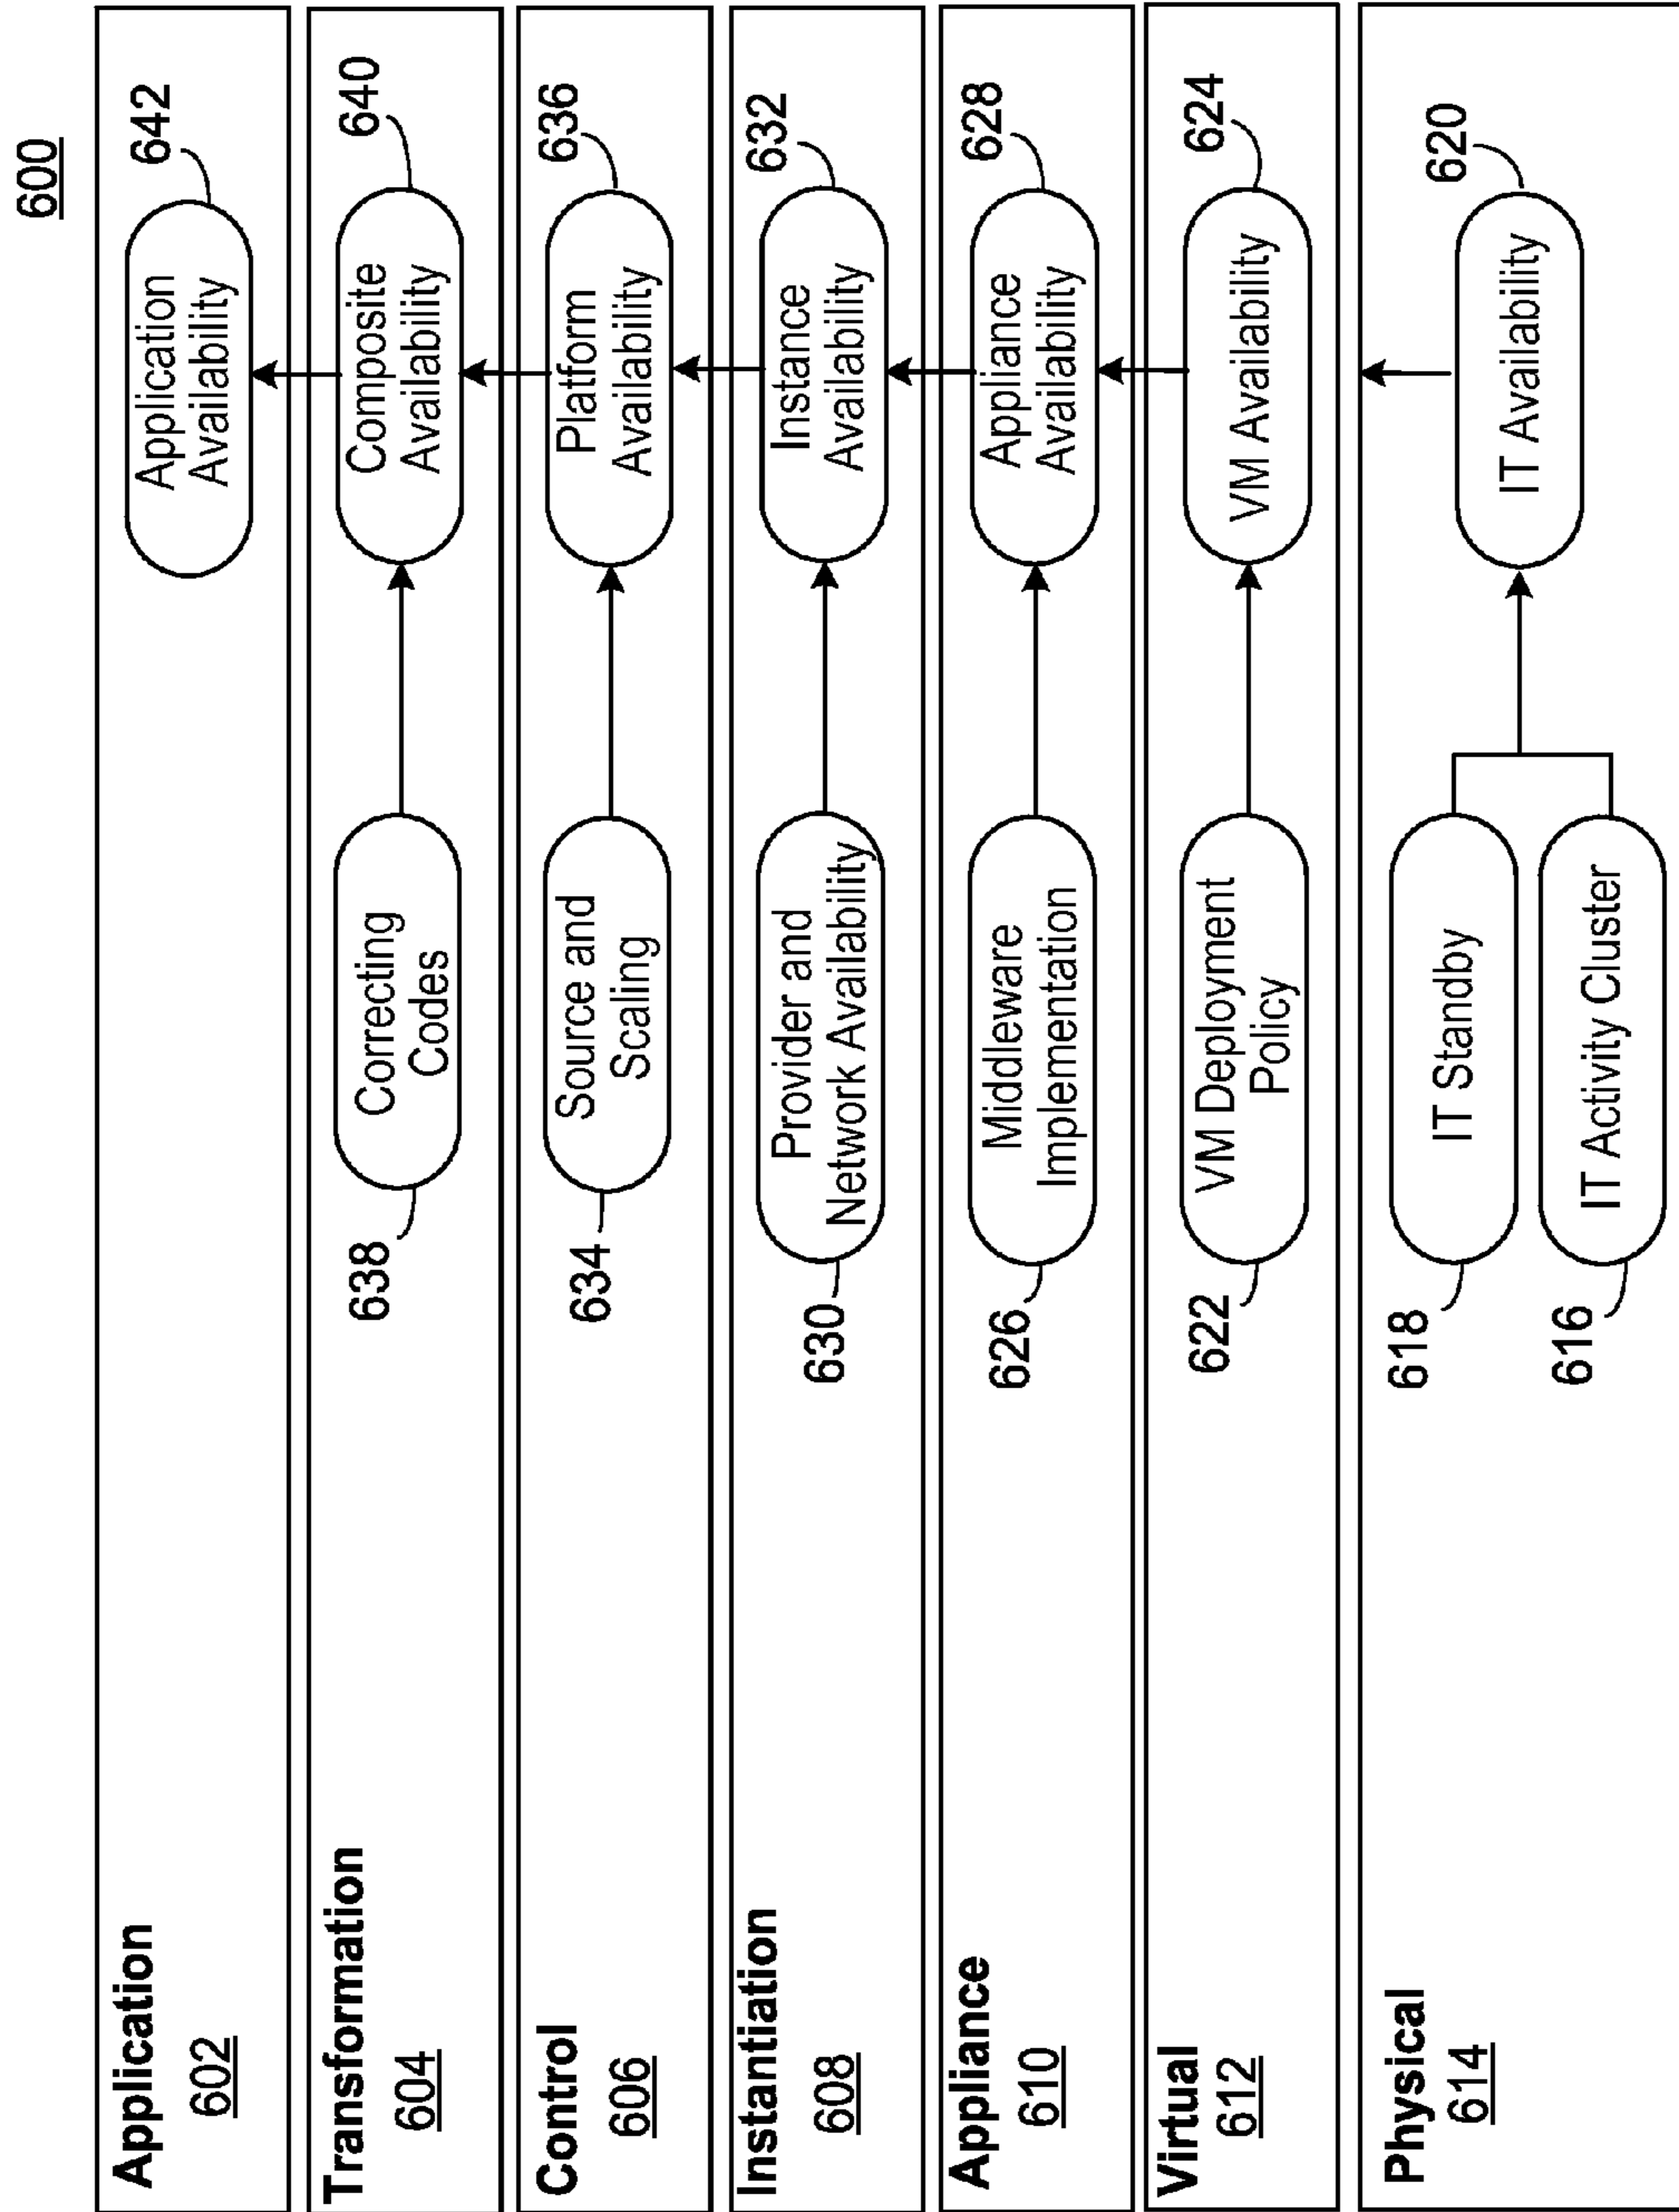 600
Application
602
Application
Availability
642
Transformation
604
638
Correcting
Codes
Composite
Availability
640
Control
606
634
Source and
Scaling
Platform
Availability
636
Instantiation
608
630
Provider and
Network Availability
Instance
Availability
632
Appliance
610
626
Middleware
Implementation
Appliance
Availability
628
Virtual
612
622
VM Deployment
Policy
VM Availability
624
Physical
614
618
IT Standby
616
IT Activity Cluster
IT Availability
620